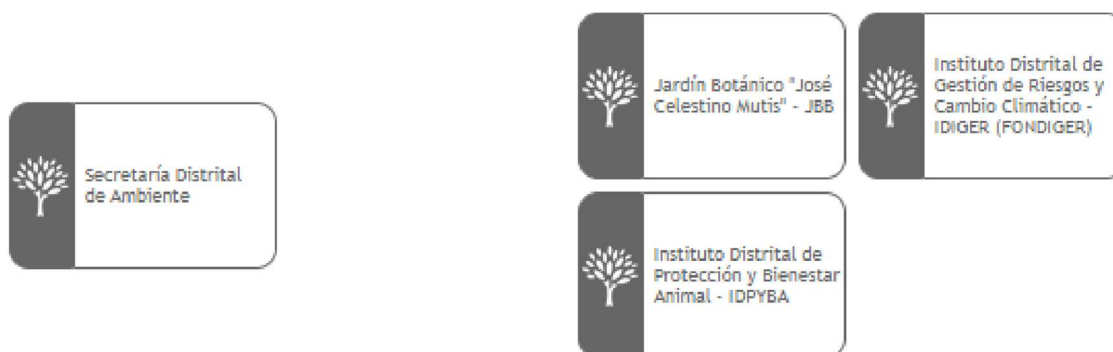 Secretaría Distrital
de Ambiente
Jardín Botánico "José
Celestino Mutis" - JBB
Instituto Distrital de
Gestión de Riesgos y
Cambio Climático -
IDIGER (FONDIGER)
Instituto Distrital de
Protección y Bienestar
Animal - IDPYBA